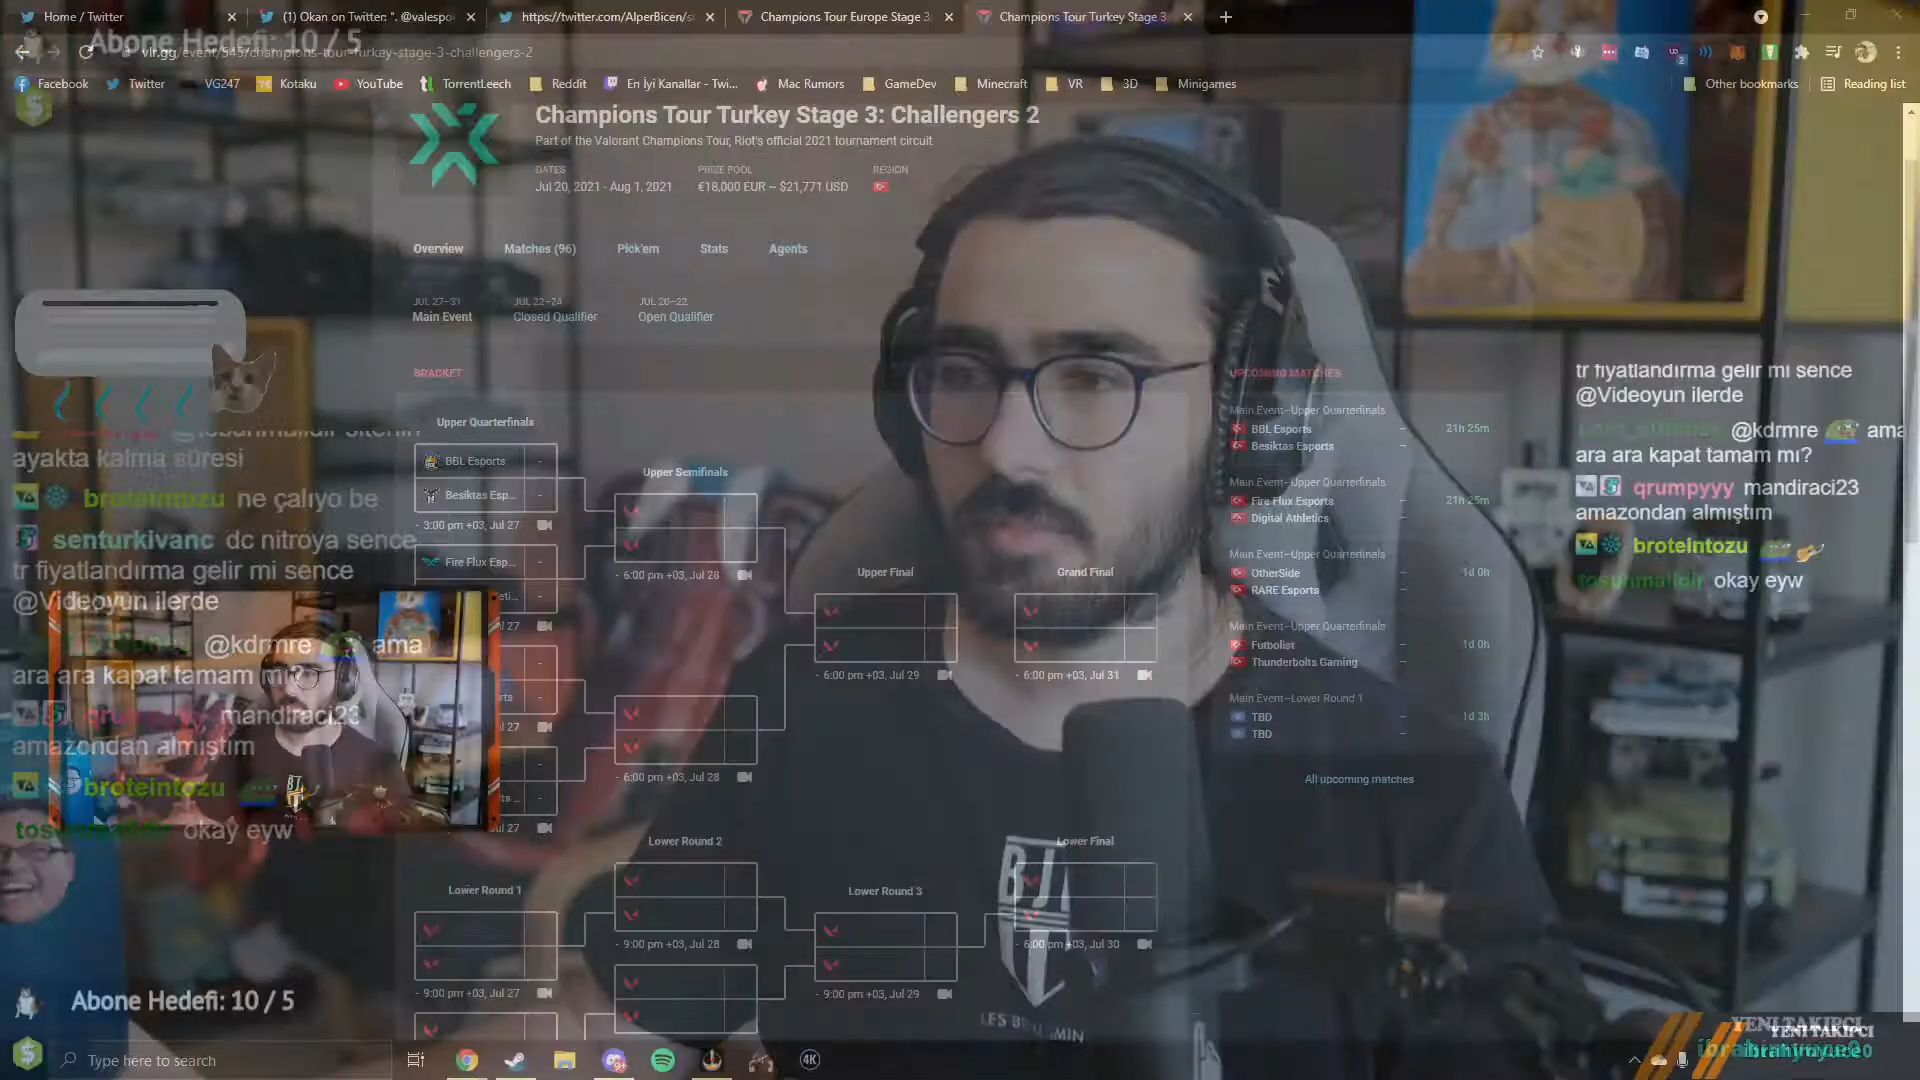 Home / Twitter
(1) Okan on Twitter: ". @valespo
https://twitter.com/AlperBicen/s
Champions Tour Europe Stage 3
Champions Tour Turkey Stage 3
Abone Hedefi: 10 / 5
vlr.gg/event/545/champions-tour-turkey-stage-3-challengers-2
Facebook
Twitter
VG247
Kotaku
YouTube
TorrentLeech
Reddit
En İyi Kanallar - Twi...
Mac Rumors
GameDev
Minecraft
VR
3D
Minigames
Other bookmarks
Reading list
Champions Tour Turkey Stage 3: Challengers 2
Part of the Valorant Champions Tour, Riot's official 2021 tournament circuit
DATES
PRIZE POOL
REGION
Jul 20, 2021 - Aug 1, 2021
€18,000 EUR ~ $21,771 USD
Overview
Matches (96)
Pick'em
Stats
Agents
JUL 27–31
JUL 22–24
JUL 20–22
Main Event
Closed Qualifier
Open Qualifier
BRACKET
Upper Quarterfinals
BBL Esports -
Besiktas Esp... -
- 3:00 pm +03, Jul 27
Fire Flux Esp...
Upper Semifinals
- 6:00 pm +03, Jul 28
- 6:00 pm +03, Jul 28
Upper Final
- 6:00 pm +03, Jul 29
Grand Final
- 6:00 pm +03, Jul 31
Lower Round 1
- 9:00 pm +03, Jul 27
Lower Round 2
- 9:00 pm +03, Jul 28
Lower Round 3
- 9:00 pm +03, Jul 29
Lower Final
- 6:00 pm +03, Jul 30
UPCOMING MATCHES
Main Event–Upper Quarterfinals
BBL Esports – 21h 25m
Besiktas Esports –
Main Event–Upper Quarterfinals
Fire Flux Esports – 21h 25m
Digital Athletics –
Main Event–Upper Quarterfinals
OtherSide – 1d 0h
RARE Esports –
Main Event–Upper Quarterfinals
Futbolist – 1d 0h
Thunderbolts Gaming –
Main Event–Lower Round 1
TBD – 1d 3h
TBD –
All upcoming matches
ayakta kalma süresi
broteintozu ne çalıyo be
senturkivanc dc nitroya sence
tr fiyatlandırma gelir mi sence
@Videoyun ilerde
@kdrmre ama
ara ara kapat tamam mı?
qrumpyyy mandiraci23
amazondan almıştım
broteintozu
tosunmalidir okay eyw
tr fiyatlandırma gelir mi sence
@Videoyun ilerde
@kdrmre ama
ara ara kapat tamam mı?
qrumpyyy mandiraci23
amazondan almıştım
broteintozu
tosunmalidir okay eyw
Abone Hedefi: 10 / 5
YENI TAKIPCI
Type here to search
4K